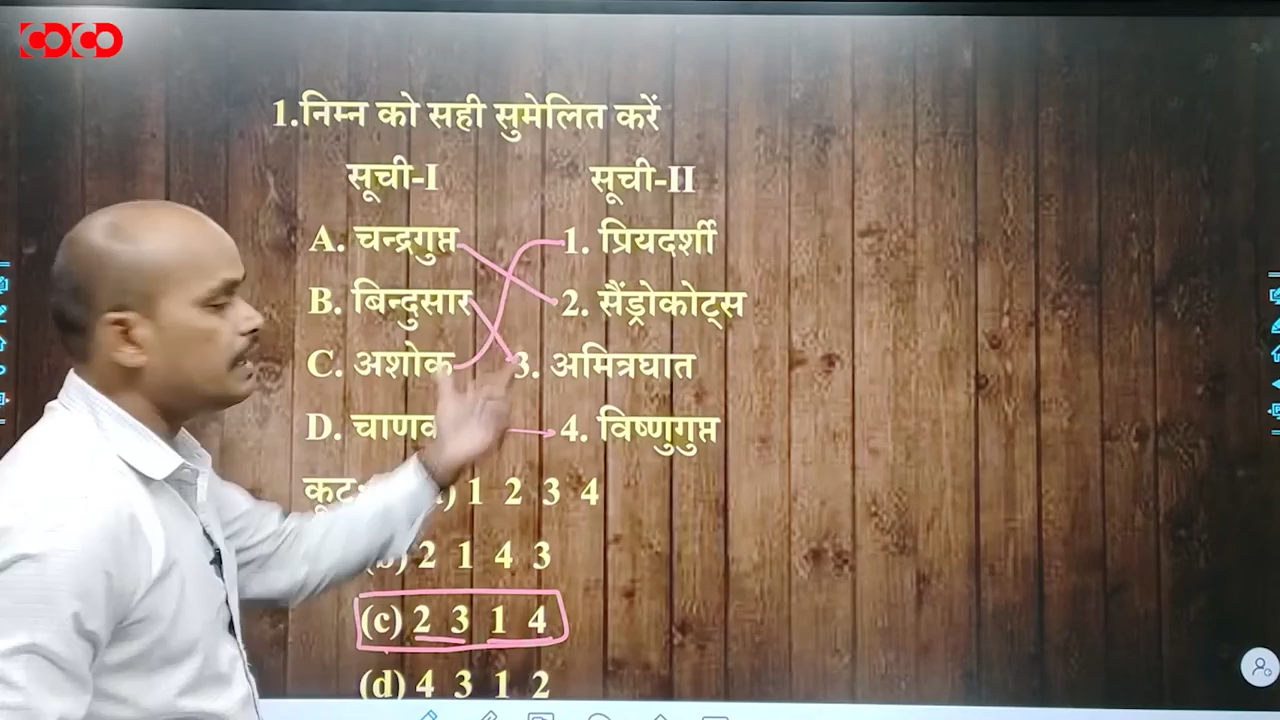 1.निम्न को सही सुमेलित करें
सूची-I सूची-II
A. चन्द्रगुप्त 1. प्रियदर्शी
B. बिन्दुसार 2. सैंड्रोकोट्स
C. अशोक 3. अमित्रघात
D. 4. विष्णुगुप्त
1 2 3 4
(b) 2 1 4 3
(c) 2 3 1 4
(d) 4 3 1 2